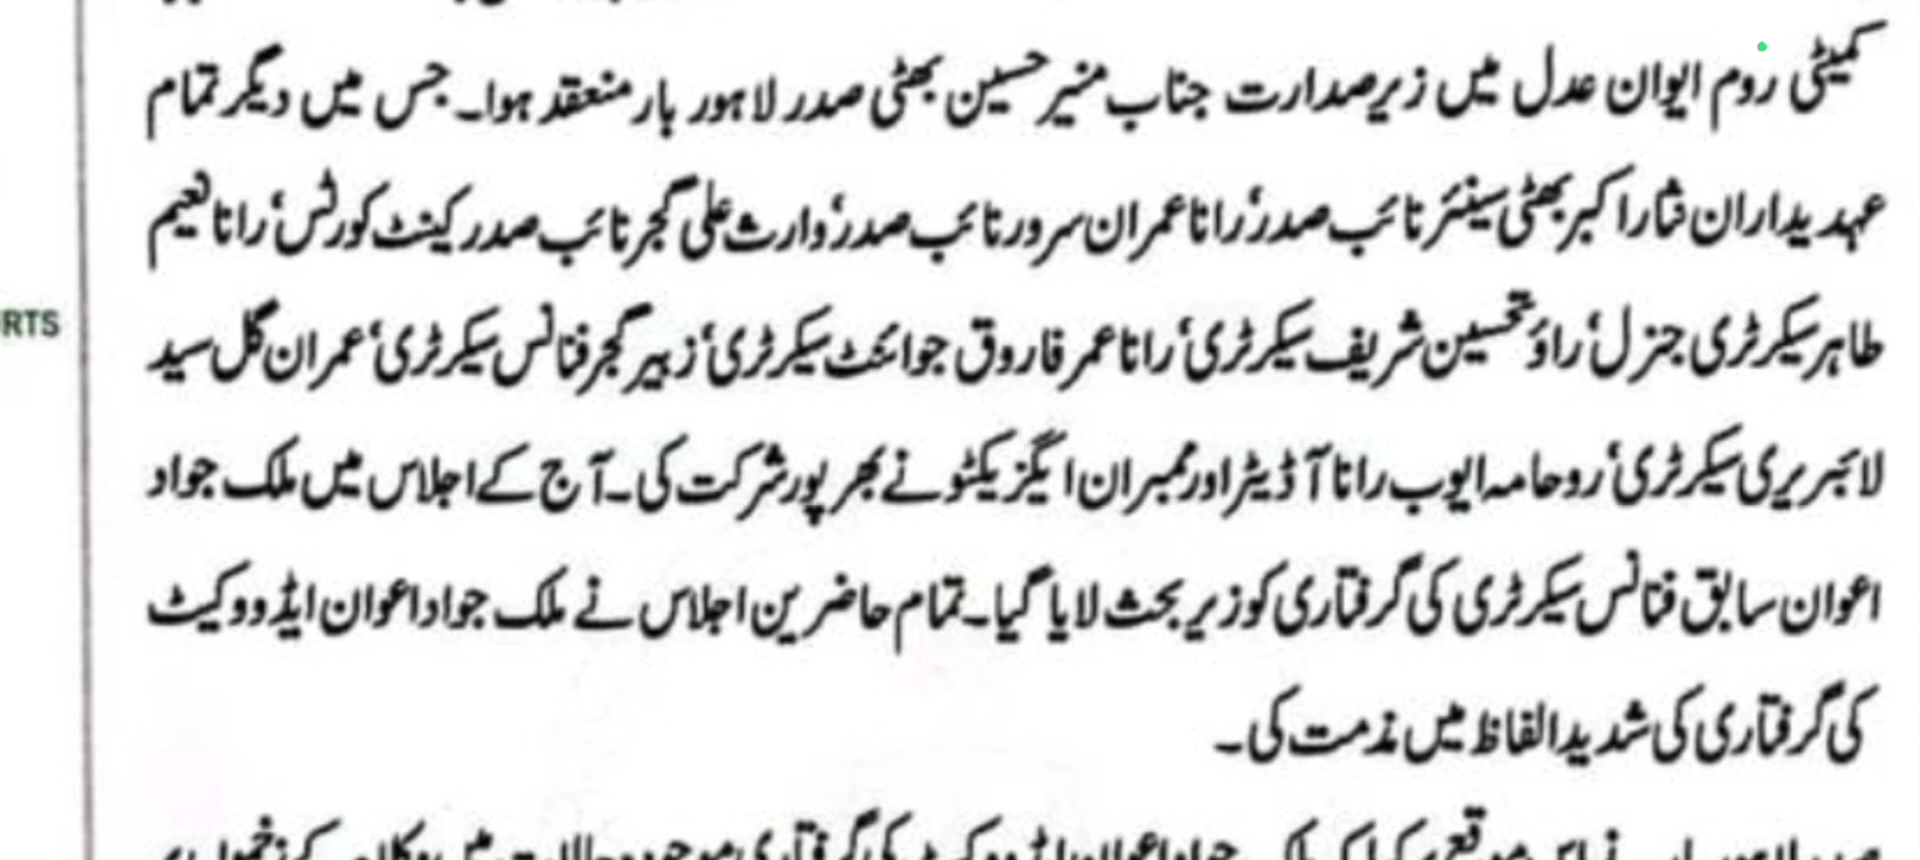 کمیٹی روم ایوان عدل میں زیرصدارت جناب منیر حسین بھٹی صدر لاہور بار منعقد ہوا۔ جس میں دیگر تمام
عہدیداران نثار اکبر بھٹی سینئر نائب صدر، رانا عمران سرور نائب صدر، وارث علی گجر نائب صدر کینٹ کورٹس، رانا نعیم
RTS
طاہر سیکرٹری جنرل، راؤ تحسین شریف سیکرٹری، رانا عمر فاروق جوائنٹ سیکرٹری، زبیر گجر فنانس سیکرٹری، عمران گل سید
لائبریری سیکرٹری، روحامہ ایوب رانا آڈیٹر اور ممبران ایگزیکٹو نے بھرپور شرکت کی۔ آج کے اجلاس میں ملک جواد
اعوان سابق فنانس سیکرٹری کی گرفتاری کو زیر بحث لایا گیا۔ تمام حاضرین اجلاس نے ملک جواد اعوان ایڈووکیٹ
کی گرفتاری کی شدید الفاظ میں مذمت کی۔